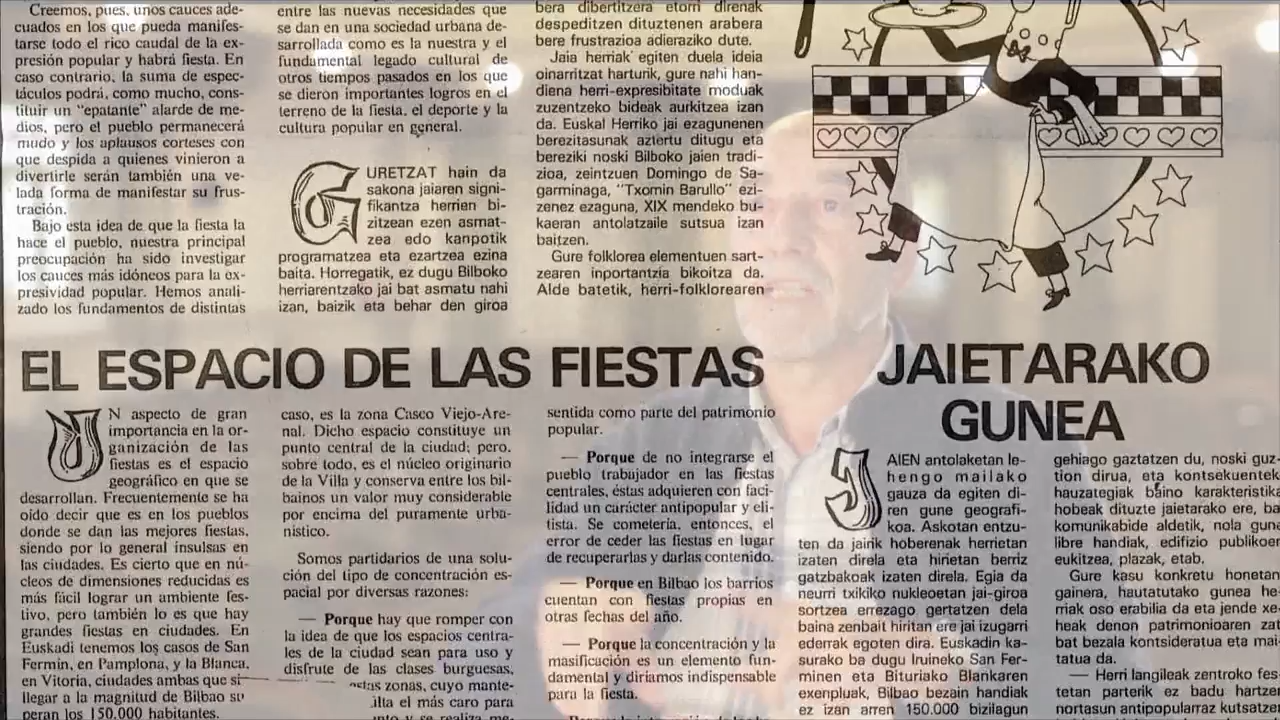 Creemos, pues, unos cauces ade-
cuados en los que pueda manifes-
tarse todo el rico caudal de la ex-
presión popular y habrá fiesta. En
caso contrario, la suma de espec-
táculos podrá, como mucho, cons-
tituir un "epatante" alarde de me-
dios, pero el pueblo permanecerá
mudo y los aplausos corteses con
que despida a quienes vinieron a
divertirle serán también una ve-
lada forma de manifestar su frus-
tración.
Bajo esta idea de que la fiesta la
hace el pueblo, nuestra principal
preocupación ha sido investigar
los cauces más idóneos para la ex-
presividad popular. Hemos anali-
zado los fundamentos de distintas
entre las nuevas necesidades que
se dan en una sociedad urbana de-
sarrollada como es la nuestra y el
fundamental legado cultural de
otros tiempos pasados en los que
se dieron importantes logros en el
terreno de la fiesta, el deporte y la
cultura popular en general.
GURETZAT hain da
sakona jaiaren signi-
fikantza herrien bi-
zitzean ezen asmat-
zea edo kanpotik
programatzea eta ezartzea ezina
baita. Horregatik, ez dugu Bilboko
herriarentzako jai bat asmatu nahi
izan, baizik eta behar den giroa
bera dibertitzera etorri direnak
despeditzen dituztenen arabera
bere frustrazioa adieraziko dute.
Jaia herriak egiten duela ideia
oinarritzat harturik, gure nahi han-
diena herri-expresibitate moduak
zuzentzeko bideak aurkitzea izan
da. Euskal Herriko jai ezagunenen
berezitasunak aztertu ditugu eta
bereziki noski Bilboko jaien tradi-
zioa, zeintzuen Domingo de Sa-
garminaga, "Txomin Barullo" ezi-
zenez ezaguna, XIX mendeko bu-
kaeran antolatzaile sutsua izan
baitzen.
Gure folklorea elementuen sart-
zearen inportantzia bikoitza da.
Alde batetik, herri-folklorearen
EL ESPACIO DE LAS FIESTAS
UN aspecto de gran
importancia en la or-
ganización de las
fiestas es el espacio
geográfico en que se
desarrollan. Frecuentemente se ha
oído decir que es en los pueblos
donde se dan las mejores fiestas,
siendo por lo general insulsas en
las ciudades. Es cierto que en nú-
cleos de dimensiones reducidas es
más fácil lograr un ambiente fes-
tivo, pero también lo es que hay
grandes fiestas en ciudades. En
Euskadi tenemos los casos de San
Fermín, en Pamplona, y la Blanca,
en Vitoria, ciudades ambas que si
llegar a la magnitud de Bilbao su
peran los 150.000 habitantes.
caso, es la zona Casco Viejo-Are-
nal. Dicho espacio constituye un
punto central de la ciudad; pero,
sobre todo, es el núcleo originario
de la Villa y conserva entre los bil-
bainos un valor muy considerable
por encima del puramente urba-
nístico.
Somos partidarios de una solu-
ción del tipo de concentración es-
pacial por diversas razones:
— Porque hay que romper con
la idea de que los espacios centra-
les de la ciudad sean para uso y
disfrute de las clases burguesas,
zonas, cuyo mante-
illa el más caro para
sentida como parte del patrimonio
popular.
— Porque de no integrarse el
pueblo trabajador en las fiestas
centrales, éstas adquieren con faci-
lidad un carácter antipopular y eli-
tista. Se cometería, entonces, el
error de ceder las fiestas en lugar
de recuperarlas y darlas contenido.
— Porque en Bilbao los barrios
cuentan con fiestas propias en
otras fechas del año.
— Porque la concentración y la
masificación es un elemento fun-
damental y diríamos indispensable
para la fiesta.
JAIETARAKO
GUNEA
JAIEN antolaketan le-
hengo mailako
gauza da egiten di-
ren gune geografi-
koa. Askotan entzu-
ten da jairik hoberenak herrietan
izaten direla eta hirietan berriz
gatzbakoak izaten direla. Egia da
neurri txikiko nukleoetan jai-giroa
sortzea errezago gertatzen dela
baina zenbait hiritan ere jai izugarri
ederrak egoten dira. Euskadin ka-
surako ba dugu Iruineko San Fer-
minen eta Bituriako Blankaren
exenpluak, Bilbao bezain handiak
ez izan arren 150.000 bizilagun
gehiago gaztatzen du, noski guz-
tion dirua, eta kontsekuentek
hauzategiak baino karakteristika
hobeak dituzte jaietarako ere, ba
komunikabide aldetik, nola gune
libre handiak, edifizio publikoer
eukitzea, plazak, etab.
Gure kasu konkretu honetan
gainera, hautatutako gunea he-
rriak oso erabilia da eta jende xe-
heak denon patrimonioaren zat
bat bezala kontsideratua eta mai
tatua da.
— Herri langileak zentroko fes-
tetan parterik ez badu hartzen
nortasun antipopularraz kutsatzen